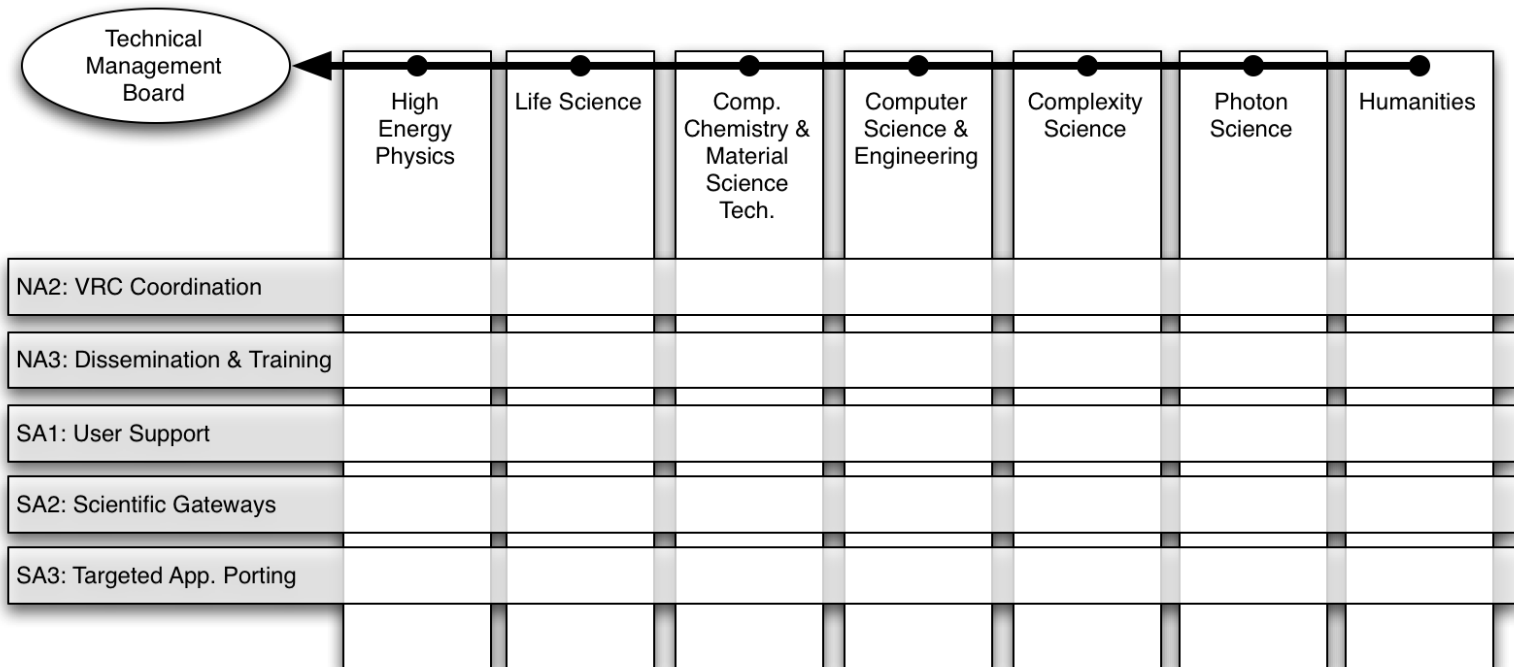 Technical
Management
Board
High
Energy
Physics
Life Science
Comp.
Chemistry &
Material
Science
Tech.
Computer
Science &
Engineering
Complexity
Science
Photon
Science
Humanities
NA2: VRC Coordination
NA3: Dissemination & Training
SA1: User Support
SA2: Scientific Gateways
SA3: Targeted App. Porting